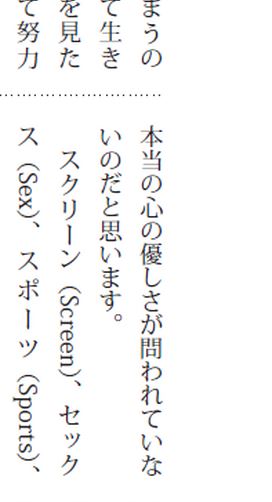 まうの
て生き
を見た
て努力
本当の心の優しさが問われていな
いのだと思います。
スクリーン（Screen）、セック
ス（Sex）、スポーツ（Sports）、